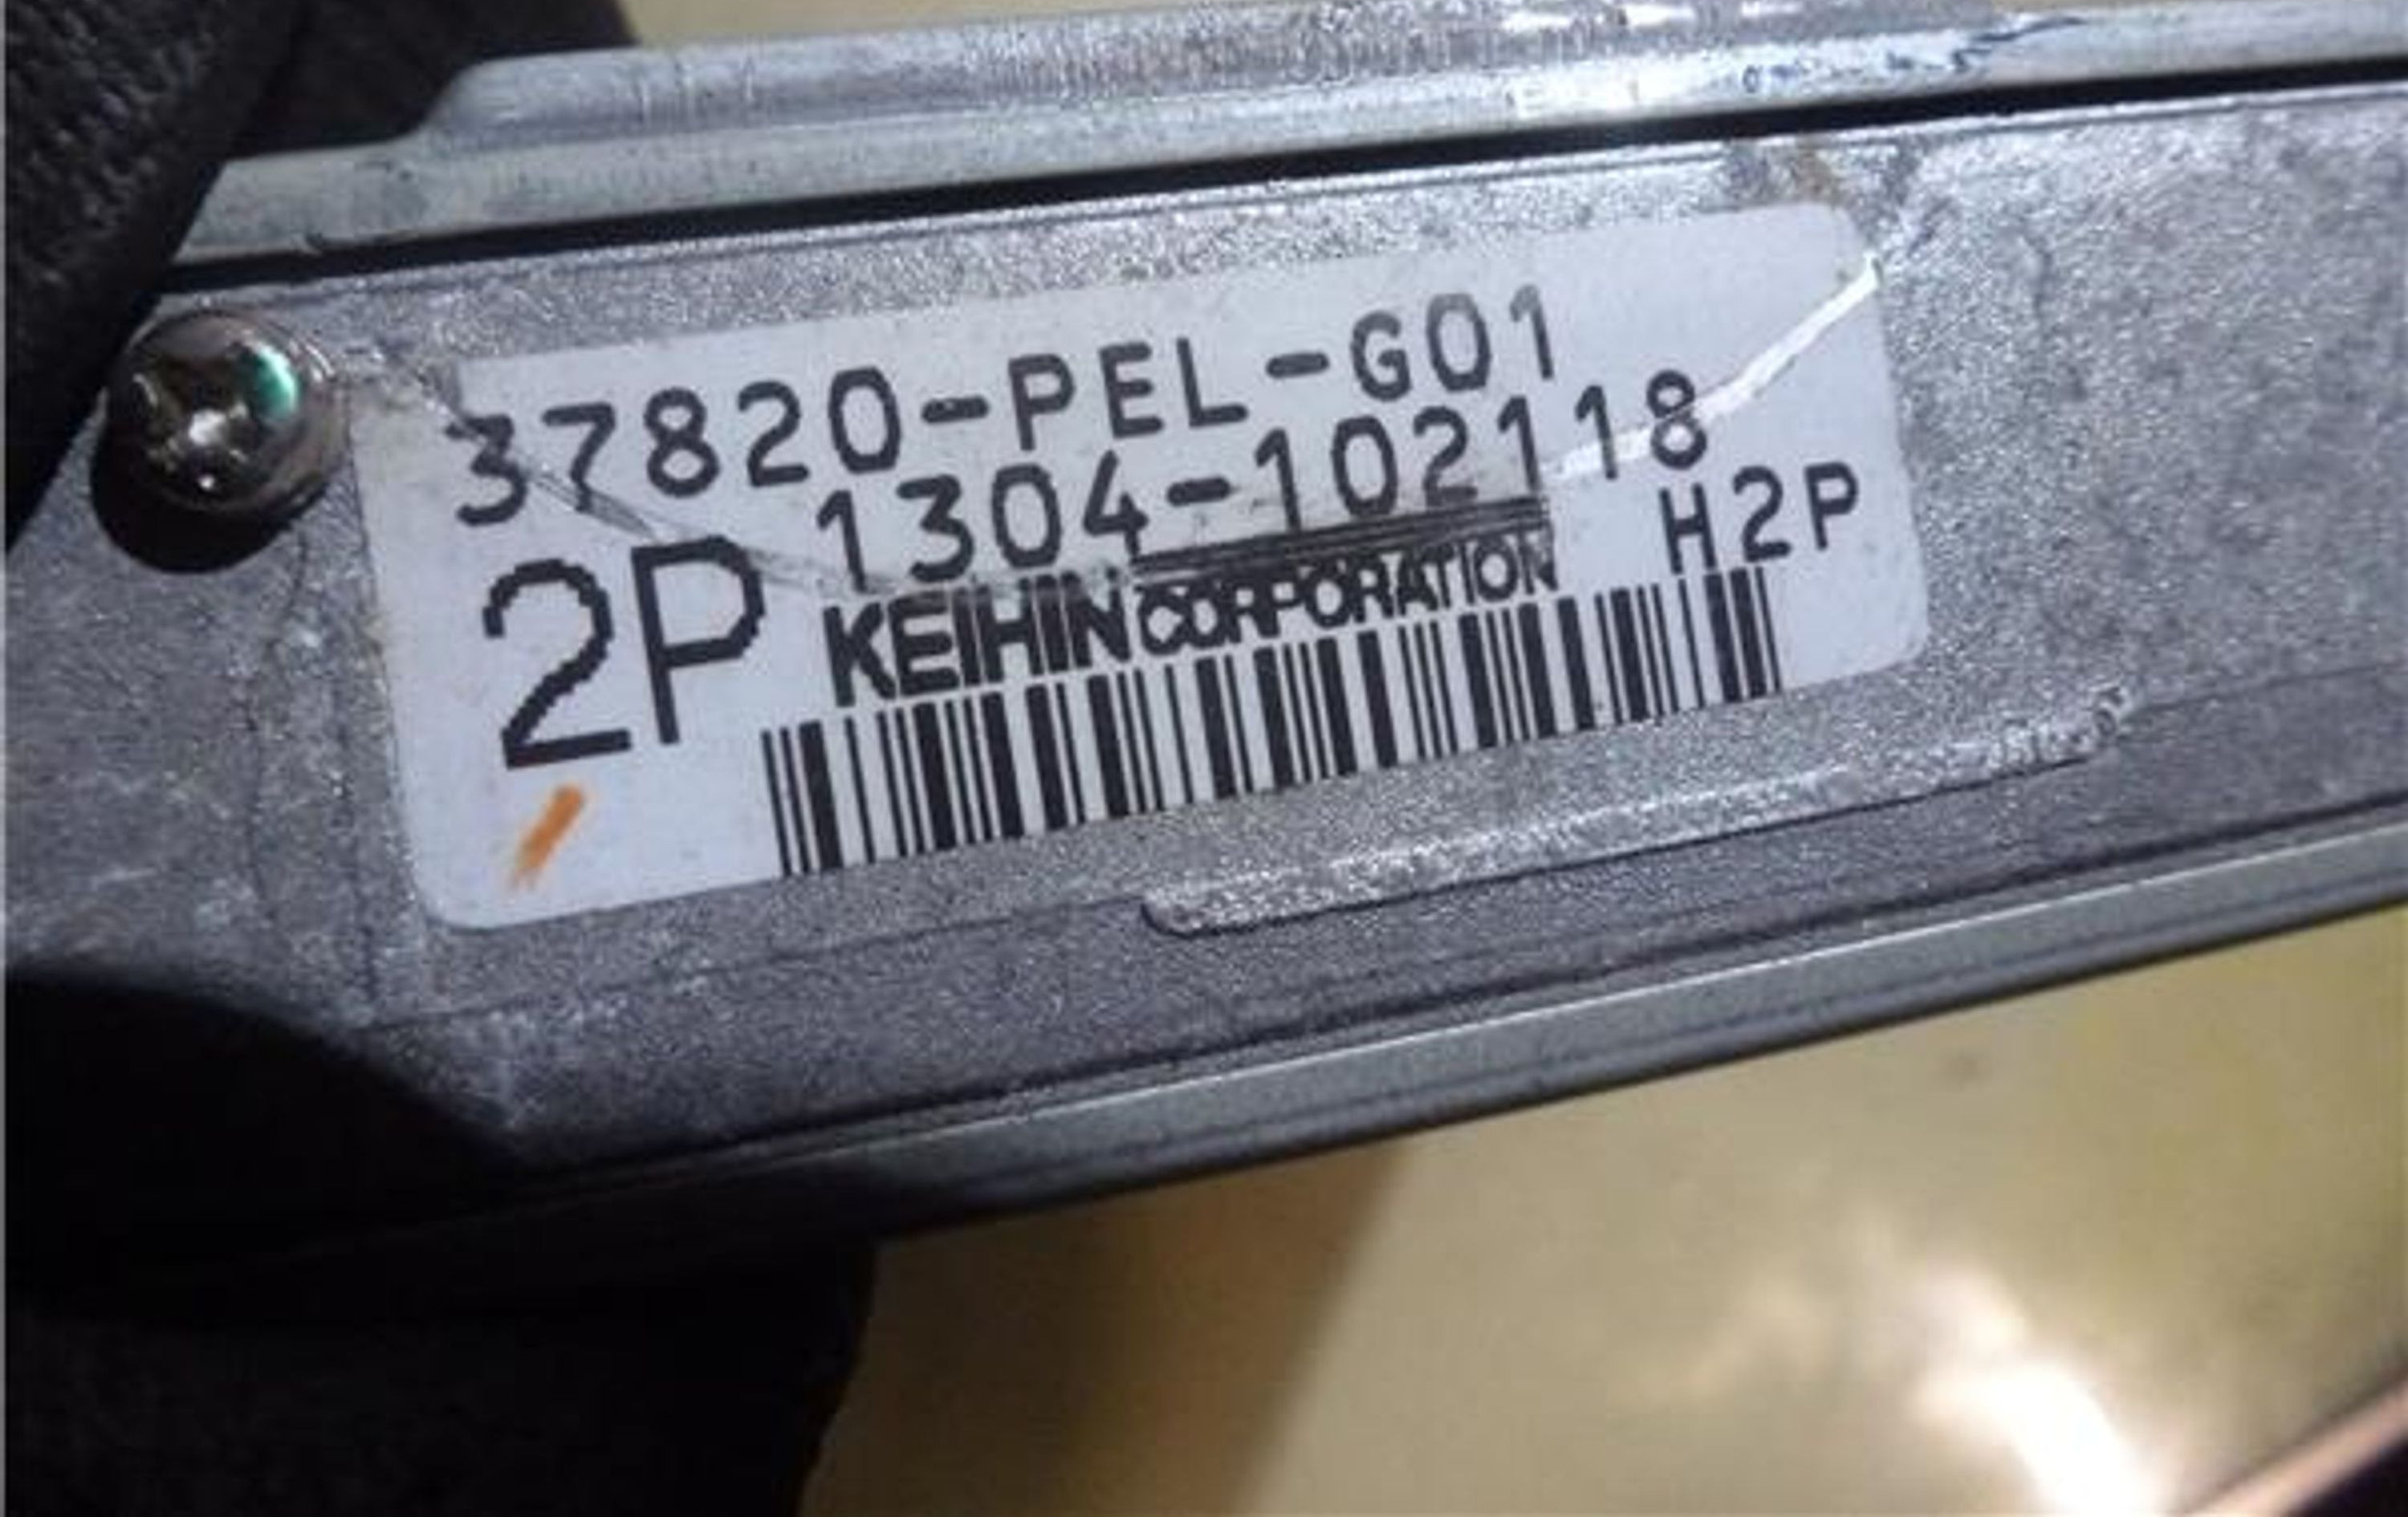 37820-PEL-G01
1304-102118
2P KEIHIN CORPORATION H2P